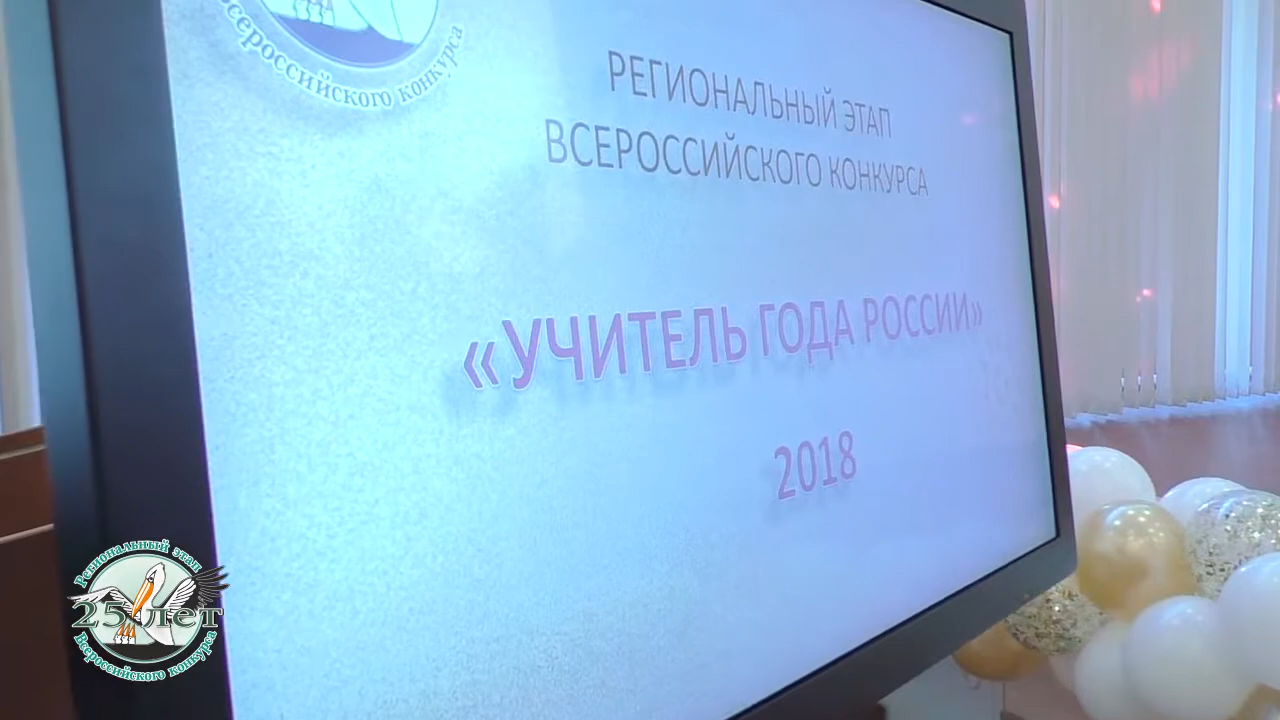 Всероссийского конкурса
РЕГИОНАЛЬНЫЙ ЭТАП
ВСЕРОССИЙСКОГО КОНКУРСА
«УЧИТЕЛЬ ГОДА РОССИИ»
2018
Региональный этап
25 лет
Всероссийского конкурса